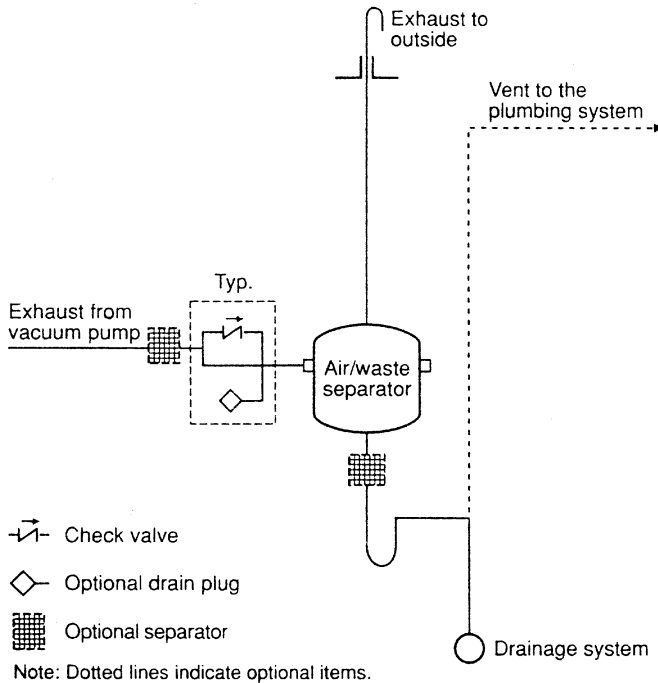 Exhaust to
outside
Vent to the
plumbing system
Typ.
Exhaust from
vacuum pump
Air/waste
separator
Check valve
Optional drain plug
Optional separator
Drainage system
Note: Dotted lines indicate optional items.